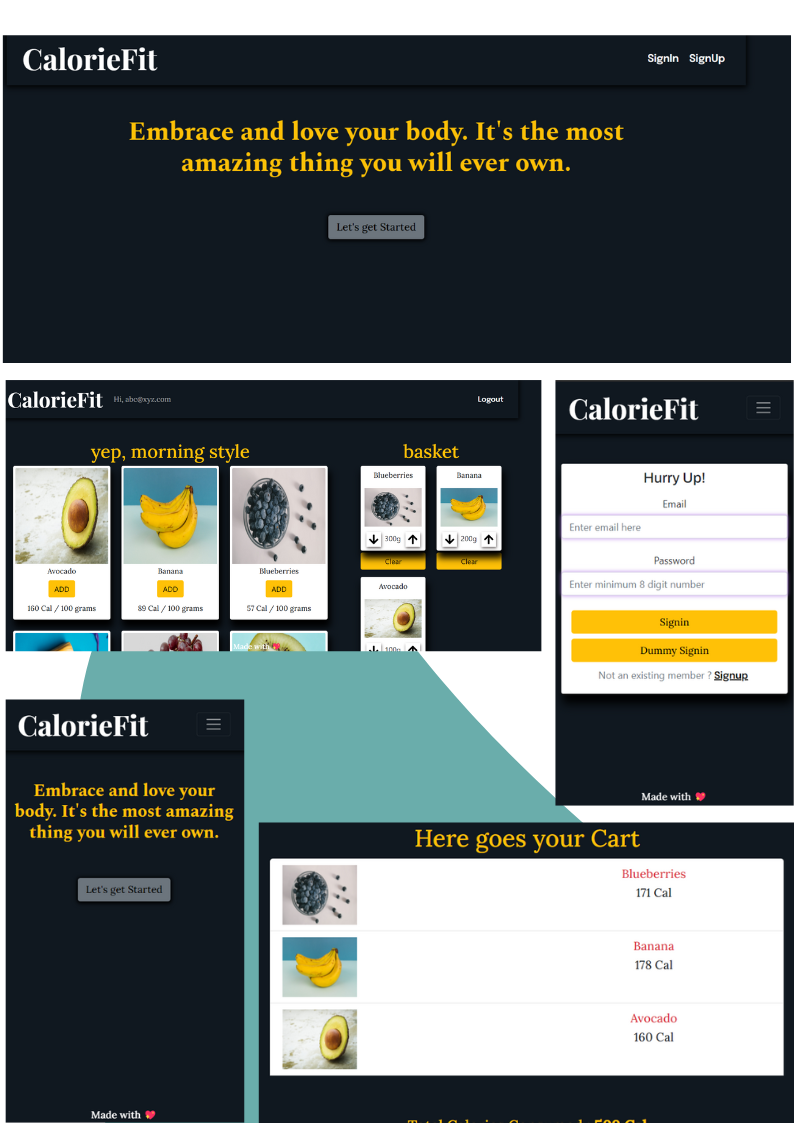 CalorieFit
SignIn SignUp
Embrace and love your body. It's the most
amazing thing you will ever own.
Let's get Started
CalorieFit Hi, abc@xyz.com Logout
yep, morning style
Avocado
ADD
160 Cal / 100 grams
Banana
ADD
89 Cal / 100 grams
Blueberries
ADD
57 Cal / 100 grams
Made with
basket
Blueberries
300g
Clear
Banana
200g
Clear
Avocado
100g
CalorieFit
Hurry Up!
Email
Enter email here
Password
Enter minimum 8 digit number
Signin
Dummy Signin
Not an existing member ? Signup
Made with 💖
CalorieFit
Embrace and love your
body. It's the most amazing
thing you will ever own.
Let's get Started
Made with 💖
Here goes your Cart
Blueberries
171 Cal
Banana
178 Cal
Avocado
160 Cal